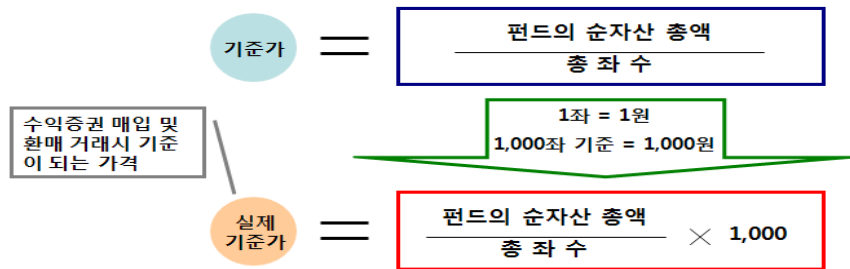 기준가
=
펀드의 순자산 총액
총 좌 수
수익증권 매입 및
환매 거래시 기준
이 되는 가격
1좌 = 1원
1,000좌 기준 = 1,000원
실제
기준가
=
펀드의 순자산 총액
총 좌 수
× 1,000